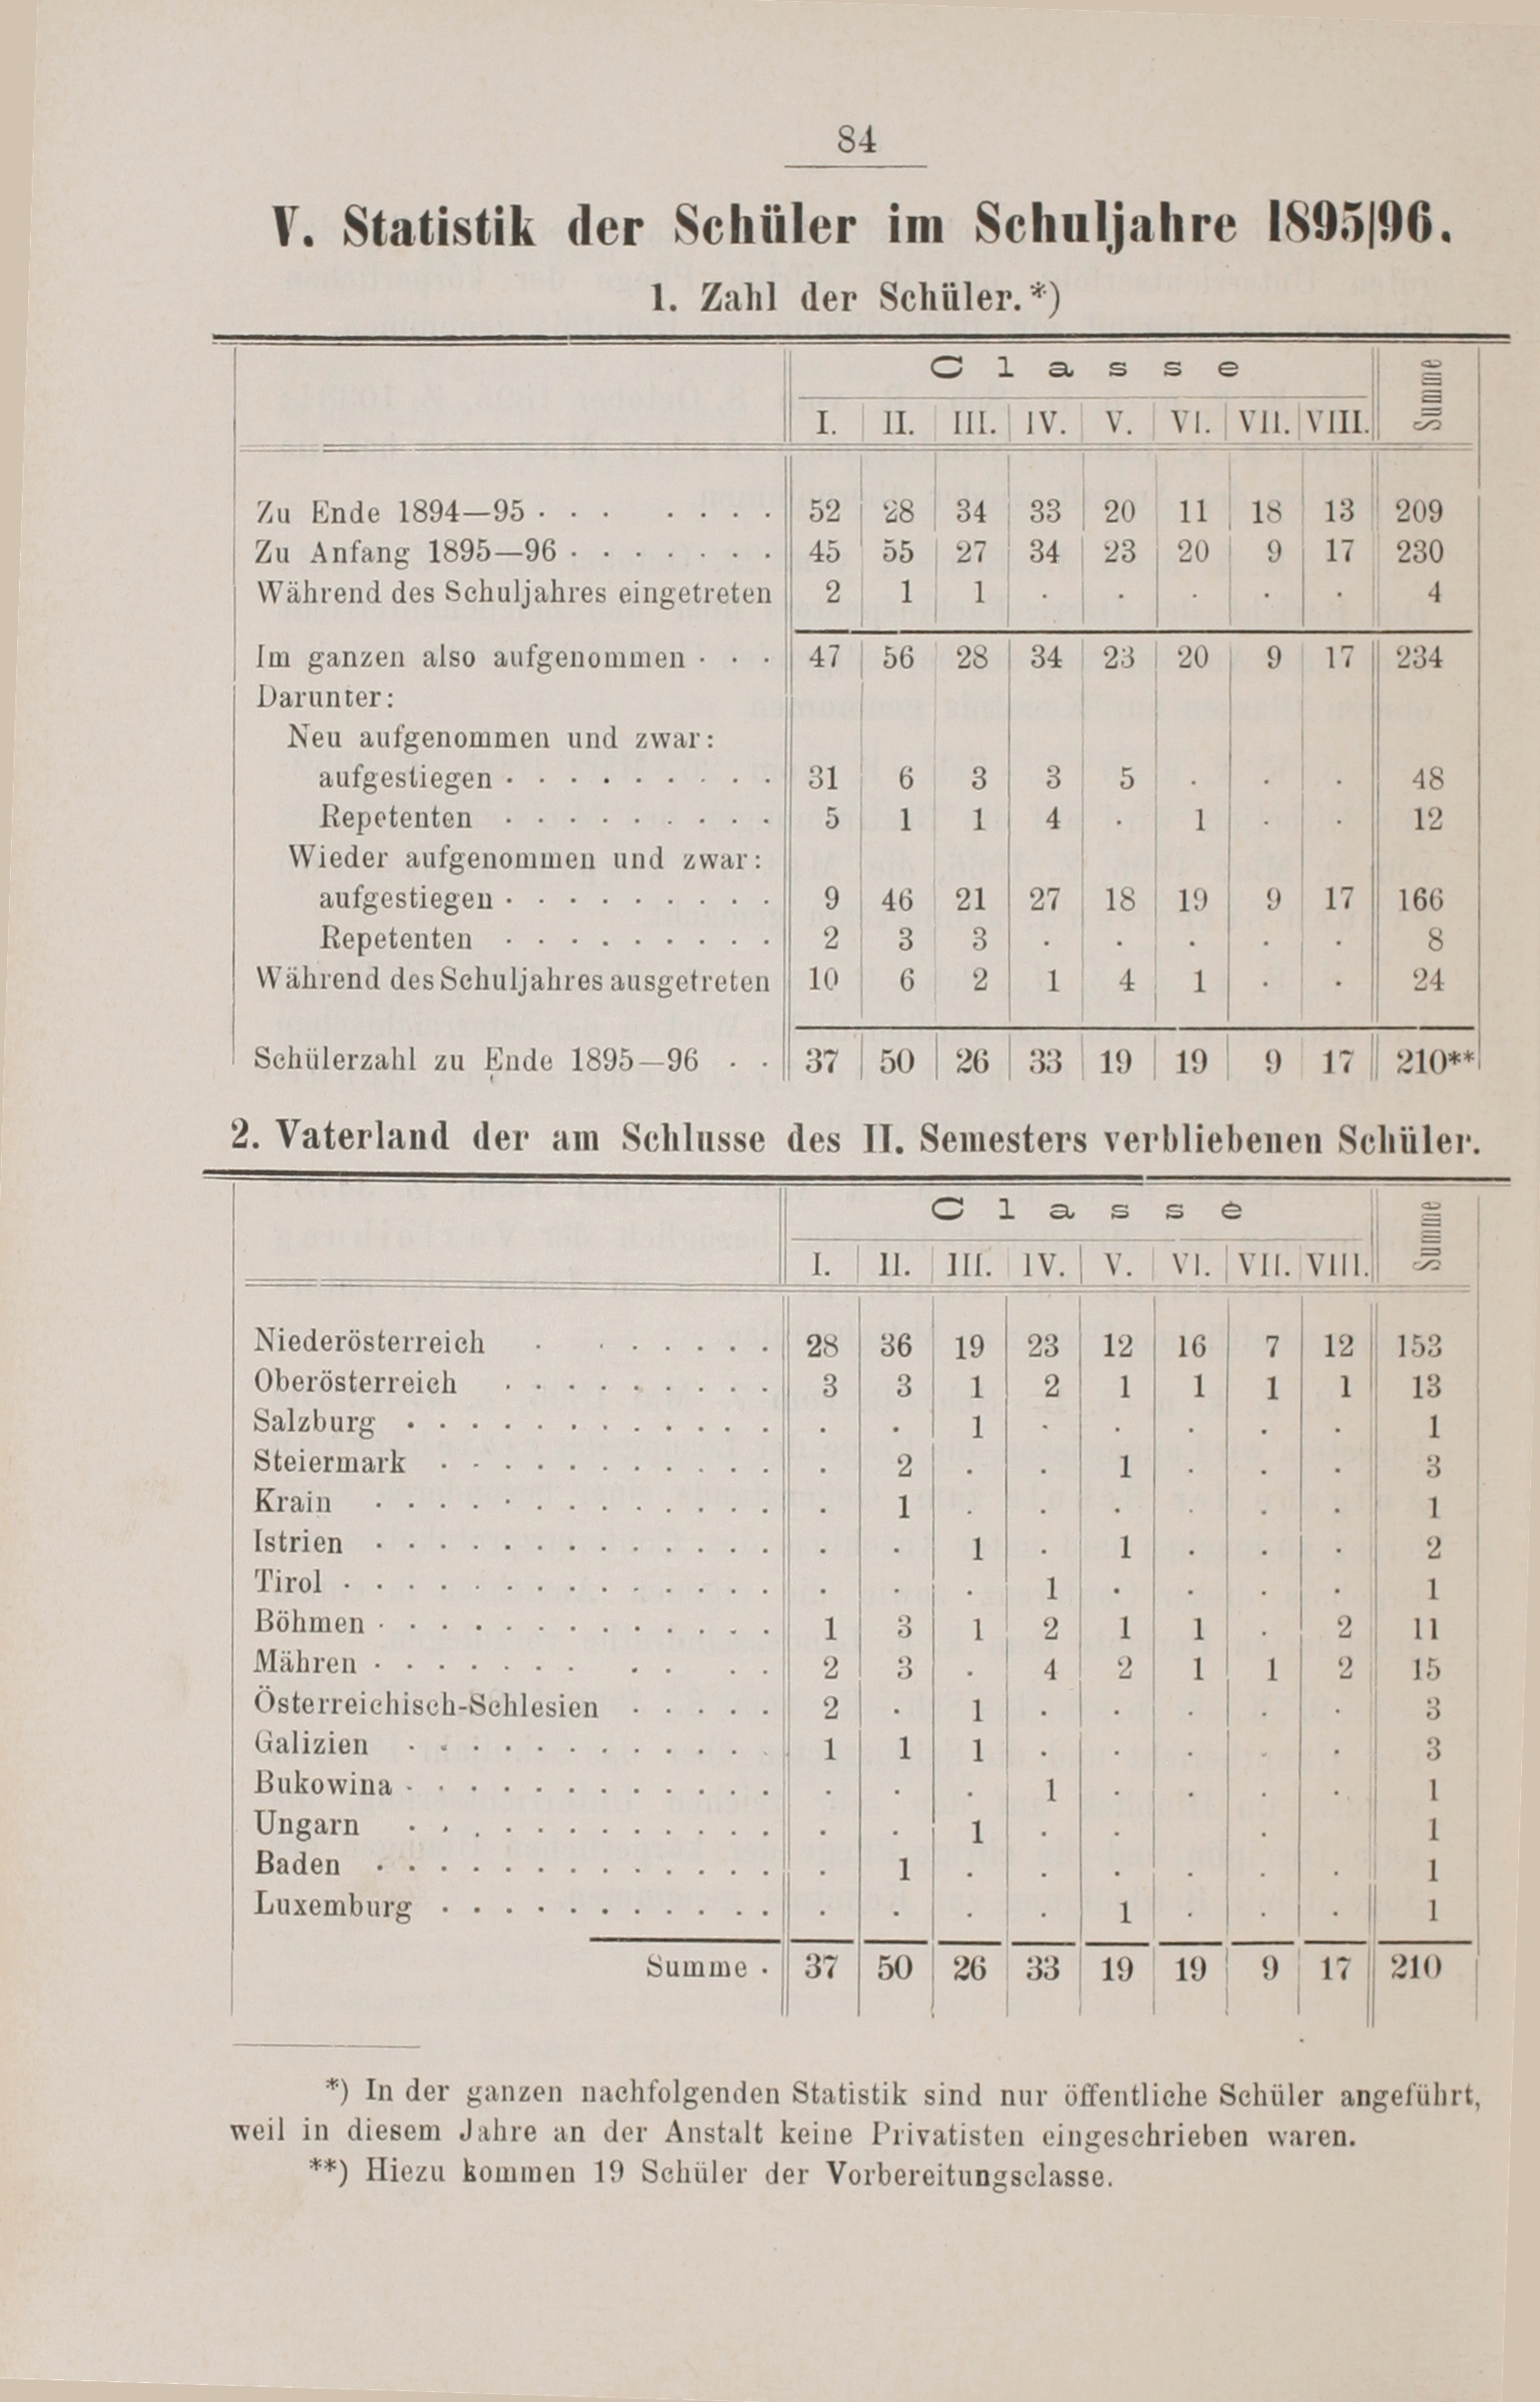 84
V. Statistik der Schüler im Schuljahre 1895|96.
1. Zahl der Schüler.*)
Classe Summe
I. II. III. IV. V. VI. VII. VIII.
Zu Ende 1894—95 . . . . . . . 52 28 34 33 20 11 18 13 209
Zu Anfang 1895—96 . . . . . . . 45 55 27 34 23 20 9 17 230
Während des Schuljahres eingetreten 2 1 1 . . . . . 4
Im ganzen also aufgenommen . . . 47 56 28 34 23 20 9 17 234
Darunter:
Neu aufgenommen und zwar:
aufgestiegen . . . . . . . . . 31 6 3 3 5 . . . 48
Repetenten . . . . . . . . . 5 1 1 4 . 1 . . 12
Wieder aufgenommen und zwar:
aufgestiegen . . . . . . . . . 9 46 21 27 18 19 9 17 166
Repetenten . . . . . . . . . 2 3 3 . . . . . 8
Während des Schuljahres ausgetreten 10 6 2 1 4 1 . . 24
Schülerzahl zu Ende 1895—96 . . 37 50 26 33 19 19 9 17 210**
2. Vaterland der am Schlusse des II. Semesters verbliebenen Schüler.
Classe Summe
I. II. III. IV. V. VI. VII. VIII.
Niederösterreich . . . . . . . 28 36 19 23 12 16 7 12 153
Oberösterreich . . . . . . . . . 3 3 1 2 1 1 1 1 13
Salzburg . . . . . . . . . . . . . . 1 . . . . . 1
Steiermark . . . . . . . . . . . . 2 . . 1 . . . 3
Krain . . . . . . . . . . . . . . 1 . . . . . . 1
Istrien . . . . . . . . . . . . . . . 1 . 1 . . . 2
Tirol . . . . . . . . . . . . . . . . . 1 . . . . 1
Böhmen . . . . . . . . . . . . . 1 3 1 2 1 1 . 2 11
Mähren . . . . . . . . . . . 2 3 . 4 2 1 1 2 15
Österreichisch-Schlesien . . . . . 2 . 1 . . . . . 3
Galizien . . . . . . . . . . . . 1 1 1 . . . . . 3
Bukowina . . . . . . . . . . . . . . . 1 . . . . 1
Ungarn . . . . . . . . . . . . . . 1 . . . 1
Baden . . . . . . . . . . . . . . 1 . . . . . . 1
Luxemburg . . . . . . . . . . . . . . . 1 . . . 1
Summe . 37 50 26 33 19 19 9 17 210
*) In der ganzen nachfolgenden Statistik sind nur öffentliche Schüler angeführt,
weil in diesem Jahre an der Anstalt keine Privatisten eingeschrieben waren.
**) Hiezu kommen 19 Schüler der Vorbereitungsclasse.